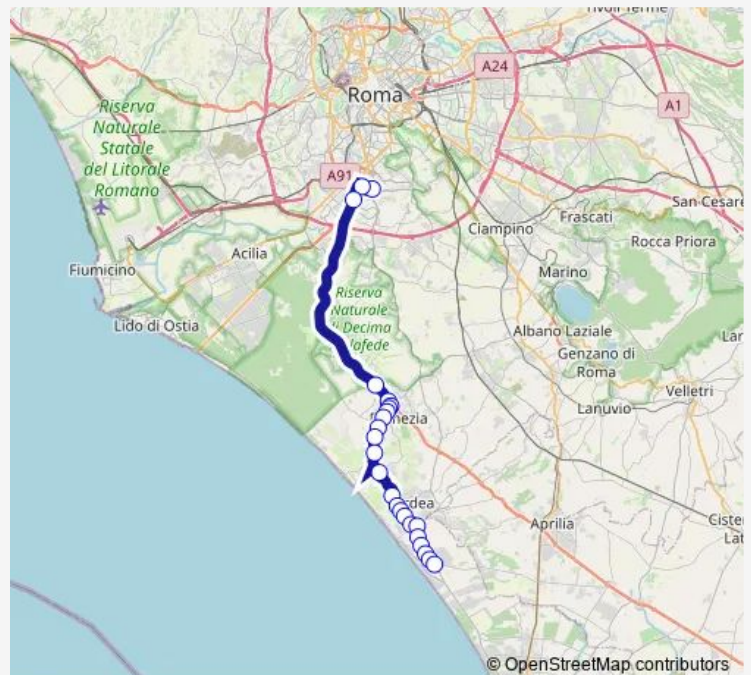 Roma
A24
A1
Riserva
Naturale
Statale
del Litorale
Romano
A91
San Cesare
Ciampino
Frascati
Rocca Priora
Acilia
Fiumicino
Marino
Riserva
Naturale
Decima
Lido di Ostia
Albano Laziale
Genzano di
Roma
Velletri
Lanuvio
Aprilia
© OpenStreetMap contributors